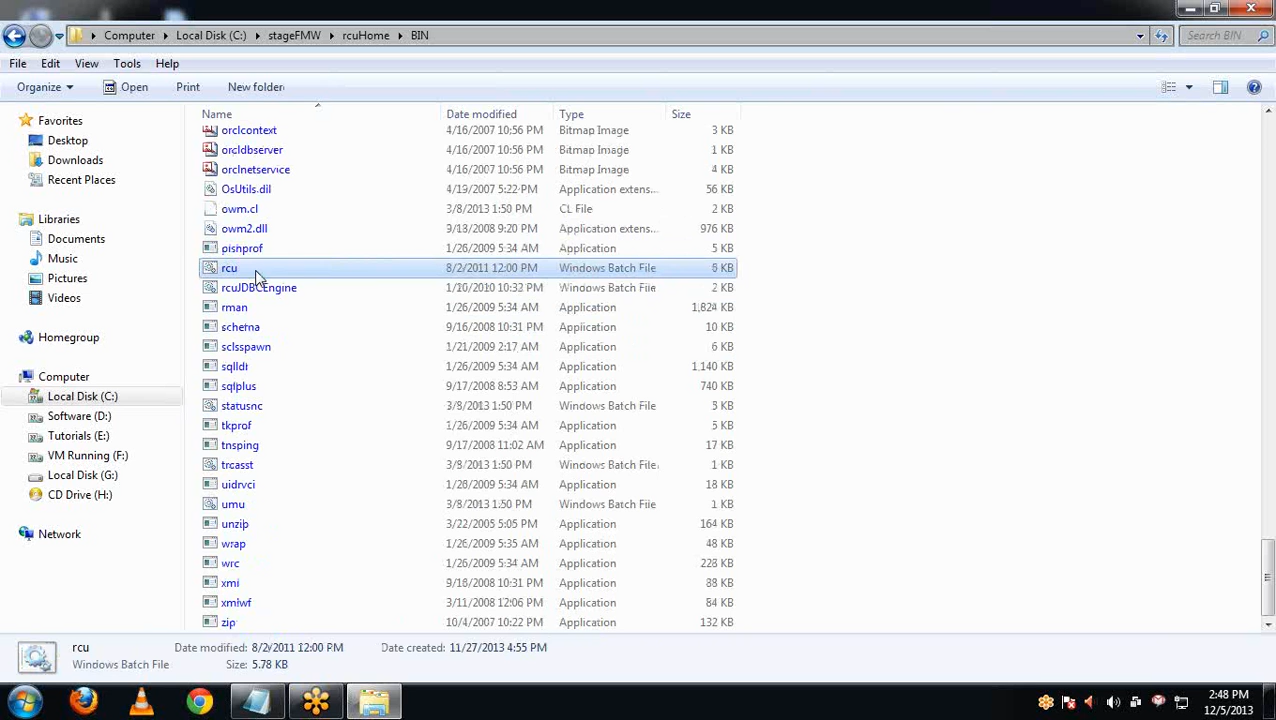 Computer Local Disk (C:) stageFMW rcuHome BIN Search BIN
File Edit View Tools Help
Organize Open Print New folder
Name Date modified Type Size
Favorites
Desktop
Downloads
Recent Places
Libraries
Documents
Music
Pictures
Videos
Homegroup
Computer
Local Disk (C:)
Software (D:)
Tutorials (E:)
VM Running (F:)
Local Disk (G:)
CD Drive (H:)
Network
orclcontext 4/16/2007 10:56 PM Bitmap Image 3 KB
orcldbserver 4/16/2007 10:56 PM Bitmap Image 1 KB
orclnetservice 4/16/2007 10:56 PM Bitmap Image 4 KB
OsUtils.dll 4/19/2007 5:22 PM Application extens... 56 KB
owm.cl 3/8/2013 1:50 PM CL File 2 KB
owm2.dll 9/18/2008 9:20 PM Application extens... 976 KB
plshprof 1/26/2009 5:34 AM Application 5 KB
rcu 8/2/2011 12:00 PM Windows Batch File 6 KB
rcuJDBCEngine 1/10/2010 10:32 PM Windows Batch File 2 KB
rman 1/26/2009 5:34 AM Application 1,824 KB
schema 9/16/2008 10:31 PM Application 10 KB
sclsspawn 1/21/2009 2:17 AM Application 6 KB
sqlldr 1/26/2009 5:34 AM Application 1,140 KB
sqlplus 9/17/2008 8:53 AM Application 740 KB
statusnc 3/8/2013 1:50 PM Windows Batch File 3 KB
tkprof 1/26/2009 5:34 AM Application 5 KB
tnsping 9/17/2008 11:02 AM Application 17 KB
trcasst 3/8/2013 1:50 PM Windows Batch File 1 KB
uidrvci 1/26/2009 5:34 AM Application 18 KB
umu 3/8/2013 1:50 PM Windows Batch File 1 KB
unzip 3/22/2005 5:05 PM Application 164 KB
wrap 1/26/2009 5:35 AM Application 48 KB
wrc 1/26/2009 5:34 AM Application 228 KB
xml 9/16/2008 10:31 PM Application 88 KB
xmlwf 3/11/2008 12:06 PM Application 84 KB
zip 10/4/2007 10:22 PM Application 132 KB
rcu Date modified: 8/2/2011 12:00 PM Date created: 11/27/2013 4:55 PM
Windows Batch File Size: 5.78 KB
2:48 PM
12/5/2013